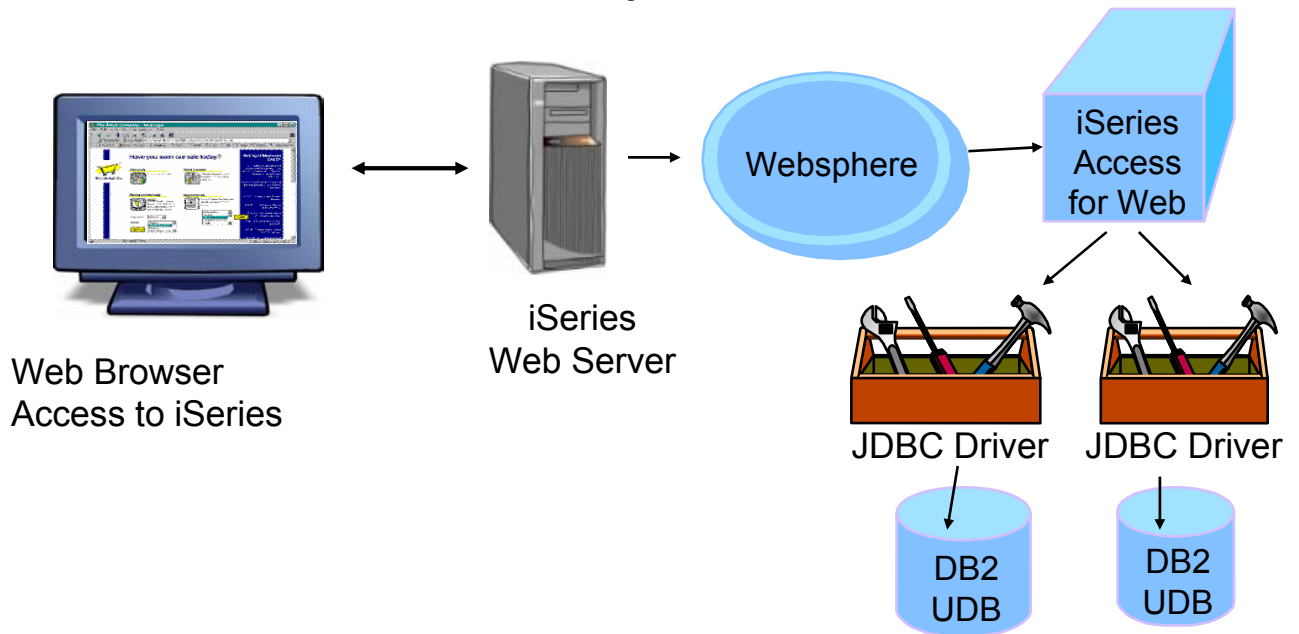 Have you seen our sale today?
Websphere
iSeries
Access
for Web
iSeries
Web Server
Web Browser
Access to iSeries
JDBC Driver
JDBC Driver
DB2
UDB
DB2
UDB